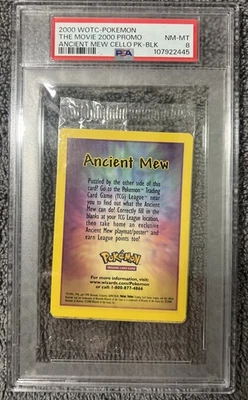 2000 WOTC-POKEMON
THE MOVIE 2000 PROMO NM-MT
ANCIENT MEW CELLO PK-BLK 8
PSA 107922445
Ancient Mew
Puzzled by the other side of this
card? Go to the Pokémon Trading
Card Game (TCG) League™ near
you to find out what the Ancient
Mew can do! Correctly fill in the
blanks at your TCG League location,
then take home an exclusive
Ancient Mew playmat/poster* and
earn League points too!
Pokémon
For more information, visit:
www.wizards.com/Pokemon
or call 1-800-877-4866